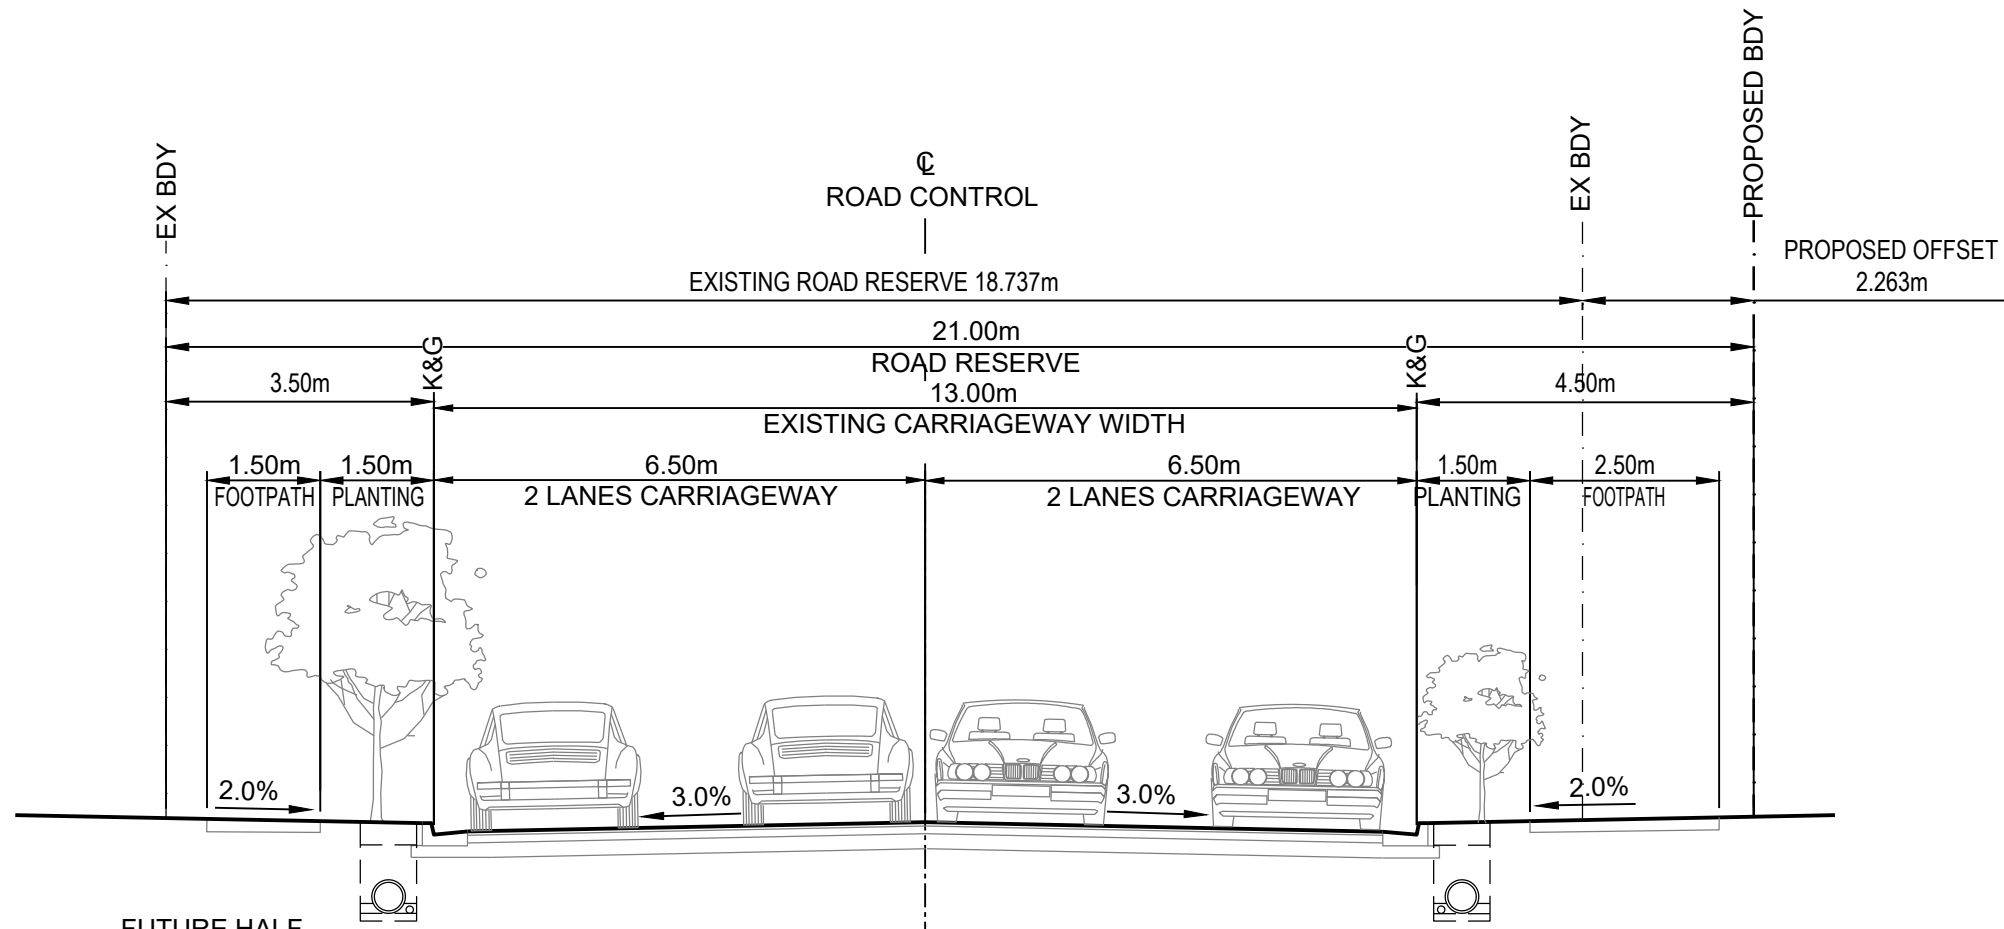 EX BDY
℄
ROAD CONTROL
EX BDY
PROPOSED BDY
PROPOSED OFFSET
2.263m
EXISTING ROAD RESERVE 18.737m
21.00m
ROAD RESERVE
K&G
K&G
3.50m
13.00m
EXISTING CARRIAGEWAY WIDTH
4.50m
1.50m
FOOTPATH
1.50m
PLANTING
6.50m
2 LANES CARRIAGEWAY
6.50m
2 LANES CARRIAGEWAY
1.50m
PLANTING
2.50m
FOOTPATH
2.0%
3.0%
3.0%
2.0%
FUTURE HALF